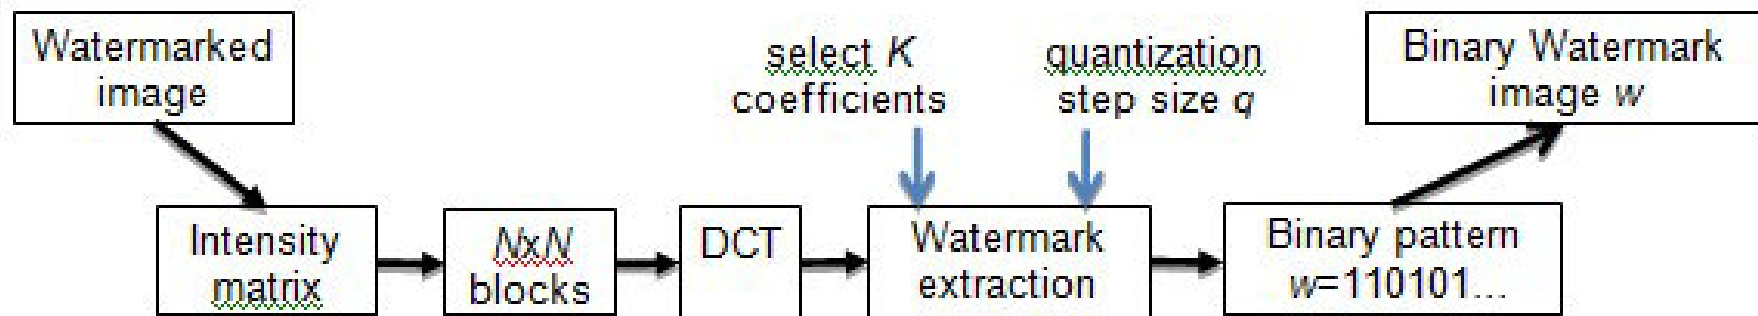 Watermarked
image
select K
coefficients
quantization
step size q
Binary Watermark
image w
Intensity
matrix
NxN
blocks
DCT
Watermark
extraction
Binary pattern
w=110101...